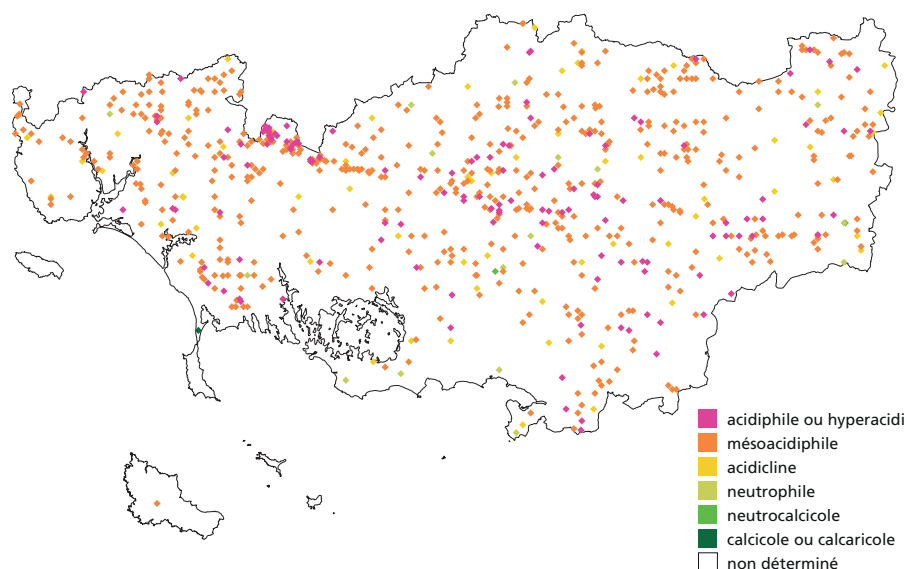 acidiphile ou hyperacidi
mésoacidiphile
acidicline
neutrophile
neutrocalcicole
calcicole ou calcaricole
non déterminé